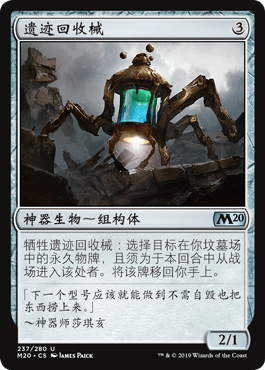 遗迹回收械 3
神器生物～组构体
M20
牺牲遗迹回收械：选择目标在你坟墓场
中的永久物牌，且须为于本回合中从战
场进入该处者。将该牌移回你手上。
「下一个型号应该就能做到不需自毁也把
东西捞上来。」
～神器师莎琪亥
2/1
237/280 U
M20 • CS JAMES PAICK
™ & © 2019 Wizards of the Coast